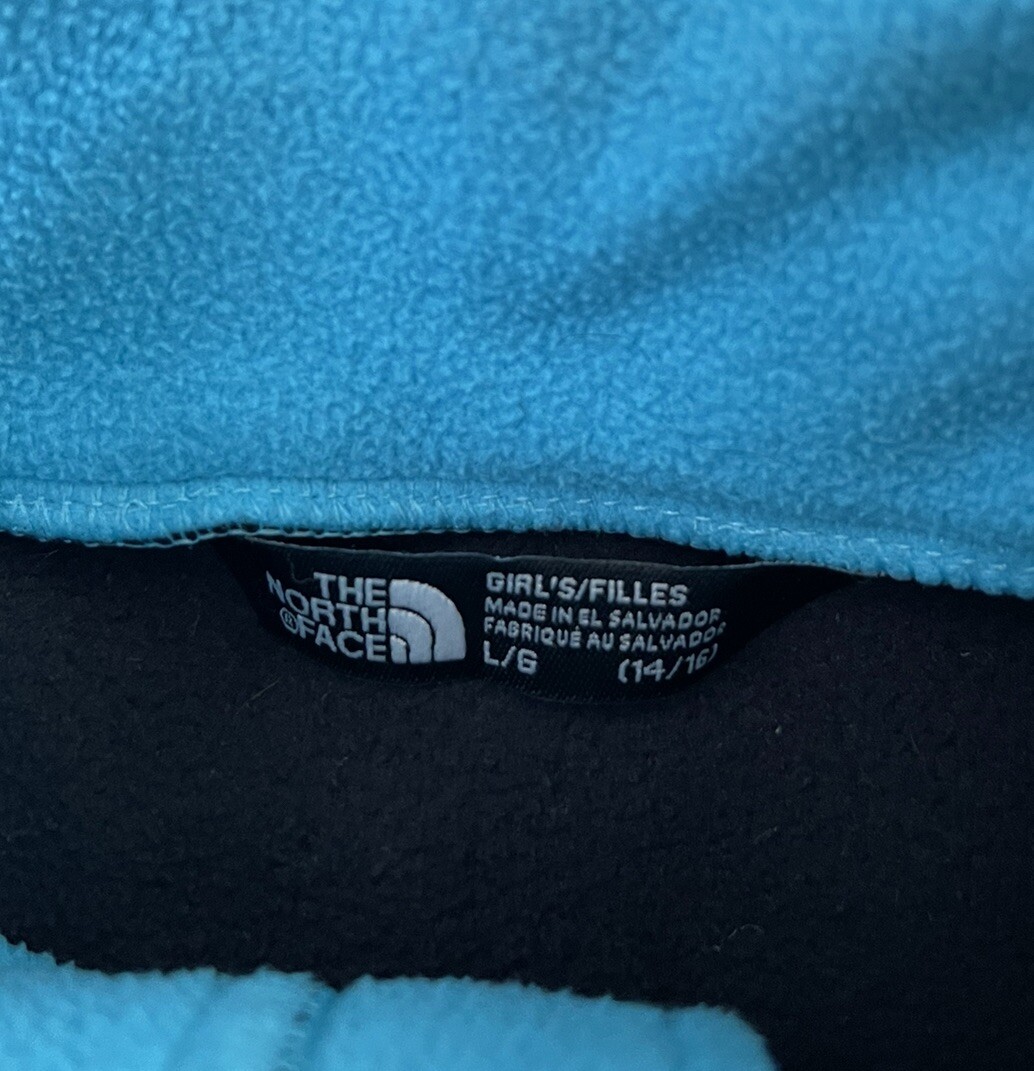 THE
NORTH
FACE®
GIRL'S/FILLES
MADE IN EL SALVADOR
FABRIQUÉ AU SALVADOR
L/G (14/16)